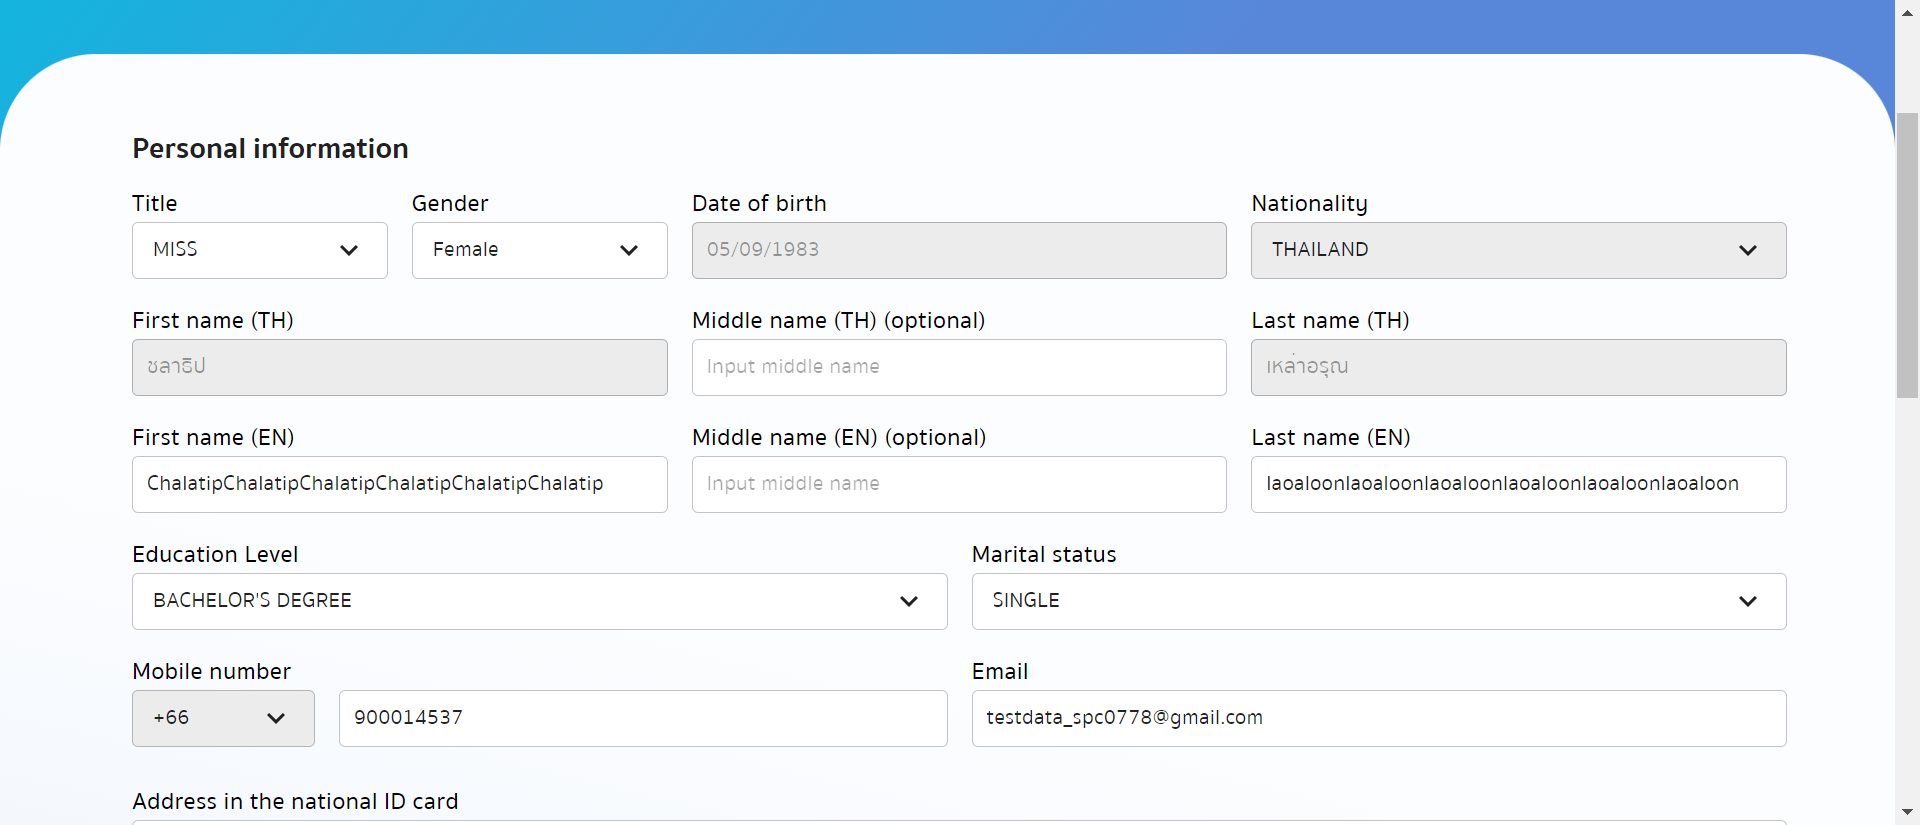 Personal information
Title Gender Date of birth Nationality
MISS Female 05/09/1983 THAILAND
First name (TH) Middle name (TH) (optional) Last name (TH)
ชลาธิป Input middle name เหล่าอรุณ
First name (EN) Middle name (EN) (optional) Last name (EN)
ChalatipChalatipChalatipChalatipChalatipChalatip Input middle name laoaloonlaoaloonlaoaloonlaoaloonlaoaloonlaoaloon
Education Level Marital status
BACHELOR'S DEGREE SINGLE
Mobile number Email
+66 900014537 testdata_spc0778@gmail.com
Address in the national ID card